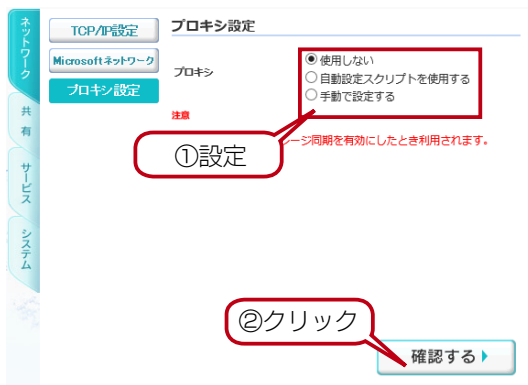 ネットワーク
共有
サービス
システム
TCP/IP設定
Microsoftネットワーク
プロキシ設定
プロキシ設定
プロキシ
使用しない
自動設定スクリプトを使用する
手動で設定する
注意
レージ同期を有効にしたとき利用されます。
①設定
②クリック
確認する